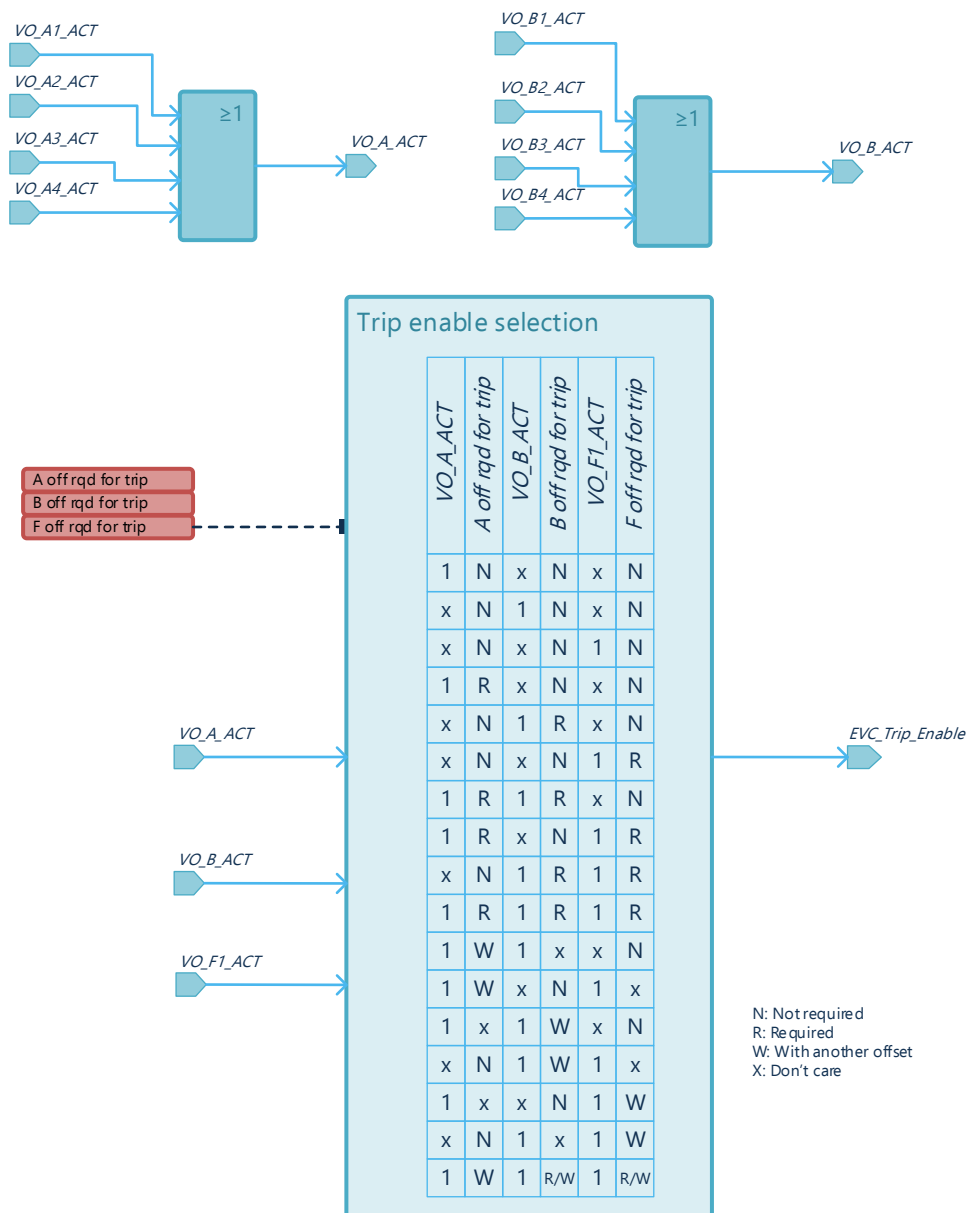 VO_A1_ACT
VO_A2_ACT
VO_A3_ACT
VO_A4_ACT
≥1
VO_A_ACT
VO_B1_ACT
VO_B2_ACT
VO_B3_ACT
VO_B4_ACT
≥1
VO_B_ACT
Trip enable selection
VO_A_ACT A off rqd for trip VO_B_ACT B off rqd for trip VO_F1_ACT F off rqd for trip
1 N x N x N
x N 1 N x N
x N x N 1 N
1 R x N x N
x N 1 R x N
x N x N 1 R
1 R 1 R x N
1 R x N 1 R
x N 1 R 1 R
1 R 1 R 1 R
1 W 1 x x N
1 W x N 1 x
1 x 1 W x N
x N 1 W 1 x
1 x x N 1 W
x N 1 x 1 W
1 W 1 R/W 1 R/W
A off rqd for trip
B off rqd for trip
F off rqd for trip
VO_A_ACT
VO_B_ACT
VO_F1_ACT
EVC_Trip_Enable
N: Not required
R: Required
W: With another offset
X: Don't care